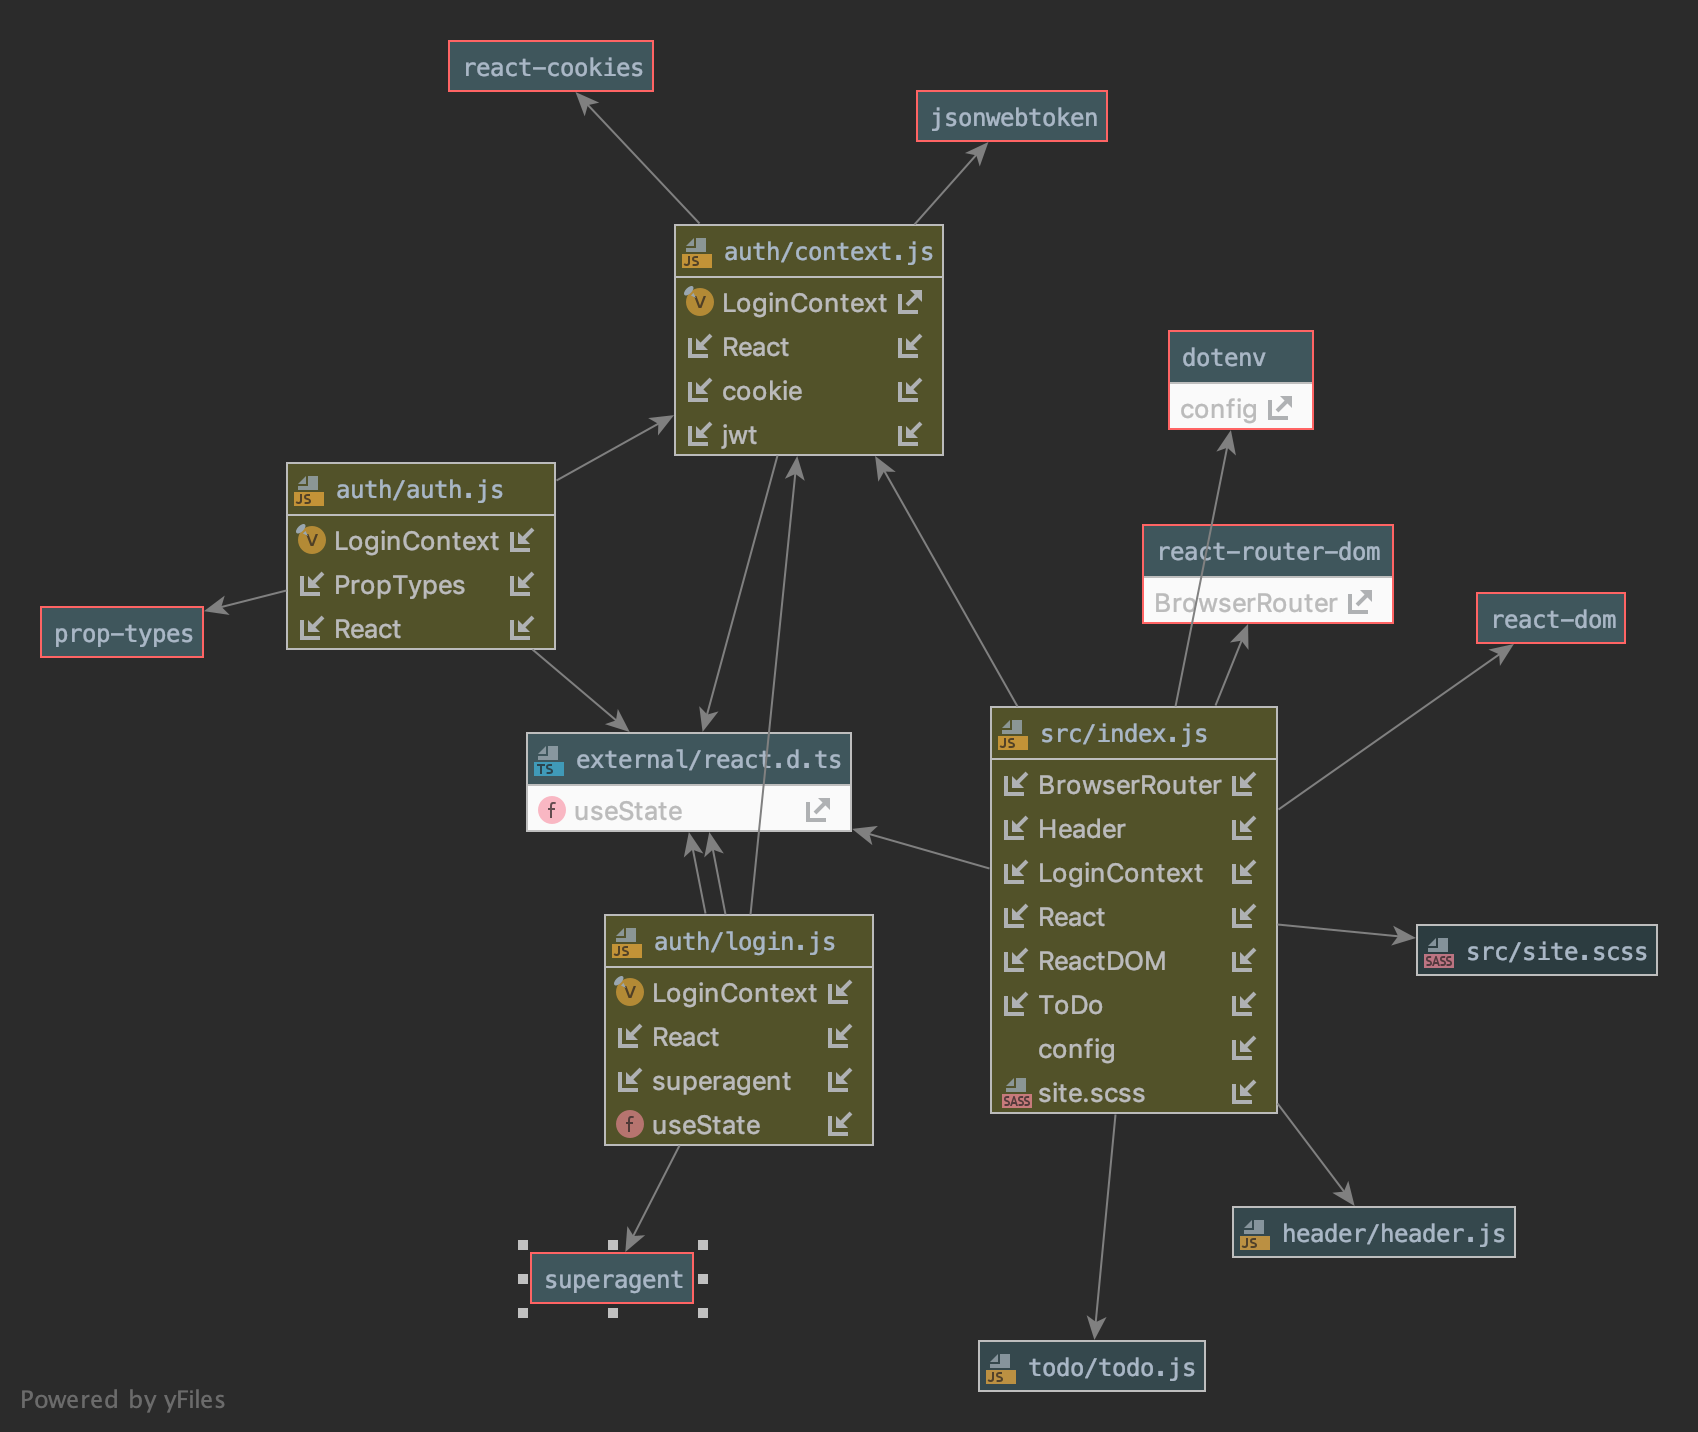 react-cookies
jsonwebtoken
JS auth/context.js
V LoginContext
React
cookie
jwt
dotenv
config
JS auth/auth.js
V LoginContext
PropTypes
React
react-router-dom
BrowserRouter
prop-types
react-dom
TS external/react.d.ts
f useState
JS src/index.js
BrowserRouter
Header
LoginContext
React
ReactDOM
ToDo
config
SASS site.scss
JS auth/login.js
V LoginContext
React
superagent
f useState
SASS src/site.scss
JS header/header.js
superagent
JS todo/todo.js
Powered by yFiles